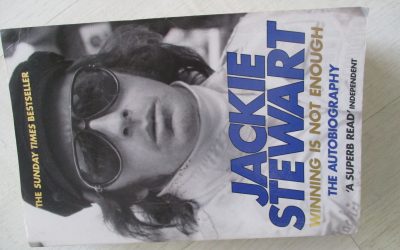 THE SUNDAY TIMES BESTSELLER
JACKIE
STEWART
WINNING IS NOT ENOUGH
THE AUTOBIOGRAPHY
'A SUPERB READ' INDEPENDENT